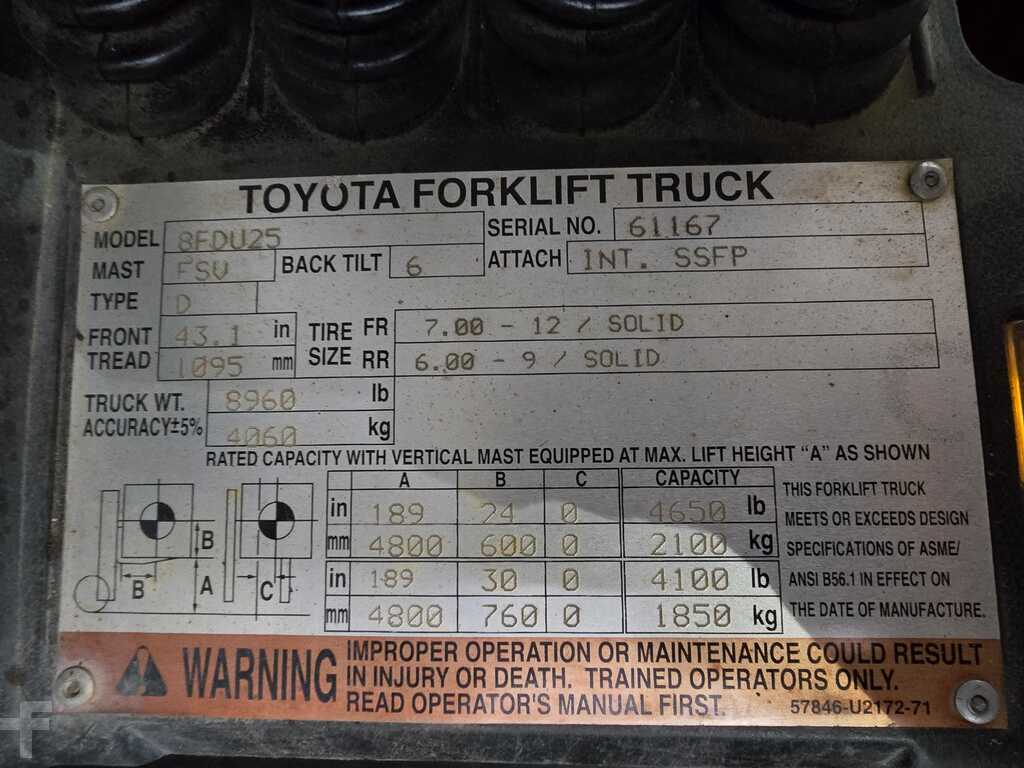 TOYOTA FORKLIFT TRUCK
MODEL 8FDU25 SERIAL NO. 61167
MAST FSV BACK TILT 6 ATTACH INT. SSFP
TYPE D
FRONT TREAD 43.1 in TIRE SIZE FR 7.00 - 12 / SOLID
1095 mm RR 6.00 - 9 / SOLID
TRUCK WT. 8960 lb
ACCURACY±5% 4060 kg
RATED CAPACITY WITH VERTICAL MAST EQUIPPED AT MAX. LIFT HEIGHT "A" AS SHOWN
A B C CAPACITY
in 189 24 0 4650 lb
mm 4800 600 0 2100 kg
in 189 30 0 4100 lb
mm 4800 760 0 1850 kg
B
B A C
THIS FORKLIFT TRUCK
MEETS OR EXCEEDS DESIGN
SPECIFICATIONS OF ASME/
ANSI B56.1 IN EFFECT ON
THE DATE OF MANUFACTURE.
WARNING
IMPROPER OPERATION OR MAINTENANCE COULD RESULT
IN INJURY OR DEATH. TRAINED OPERATORS ONLY.
READ OPERATOR'S MANUAL FIRST. 57846-U2172-71
F